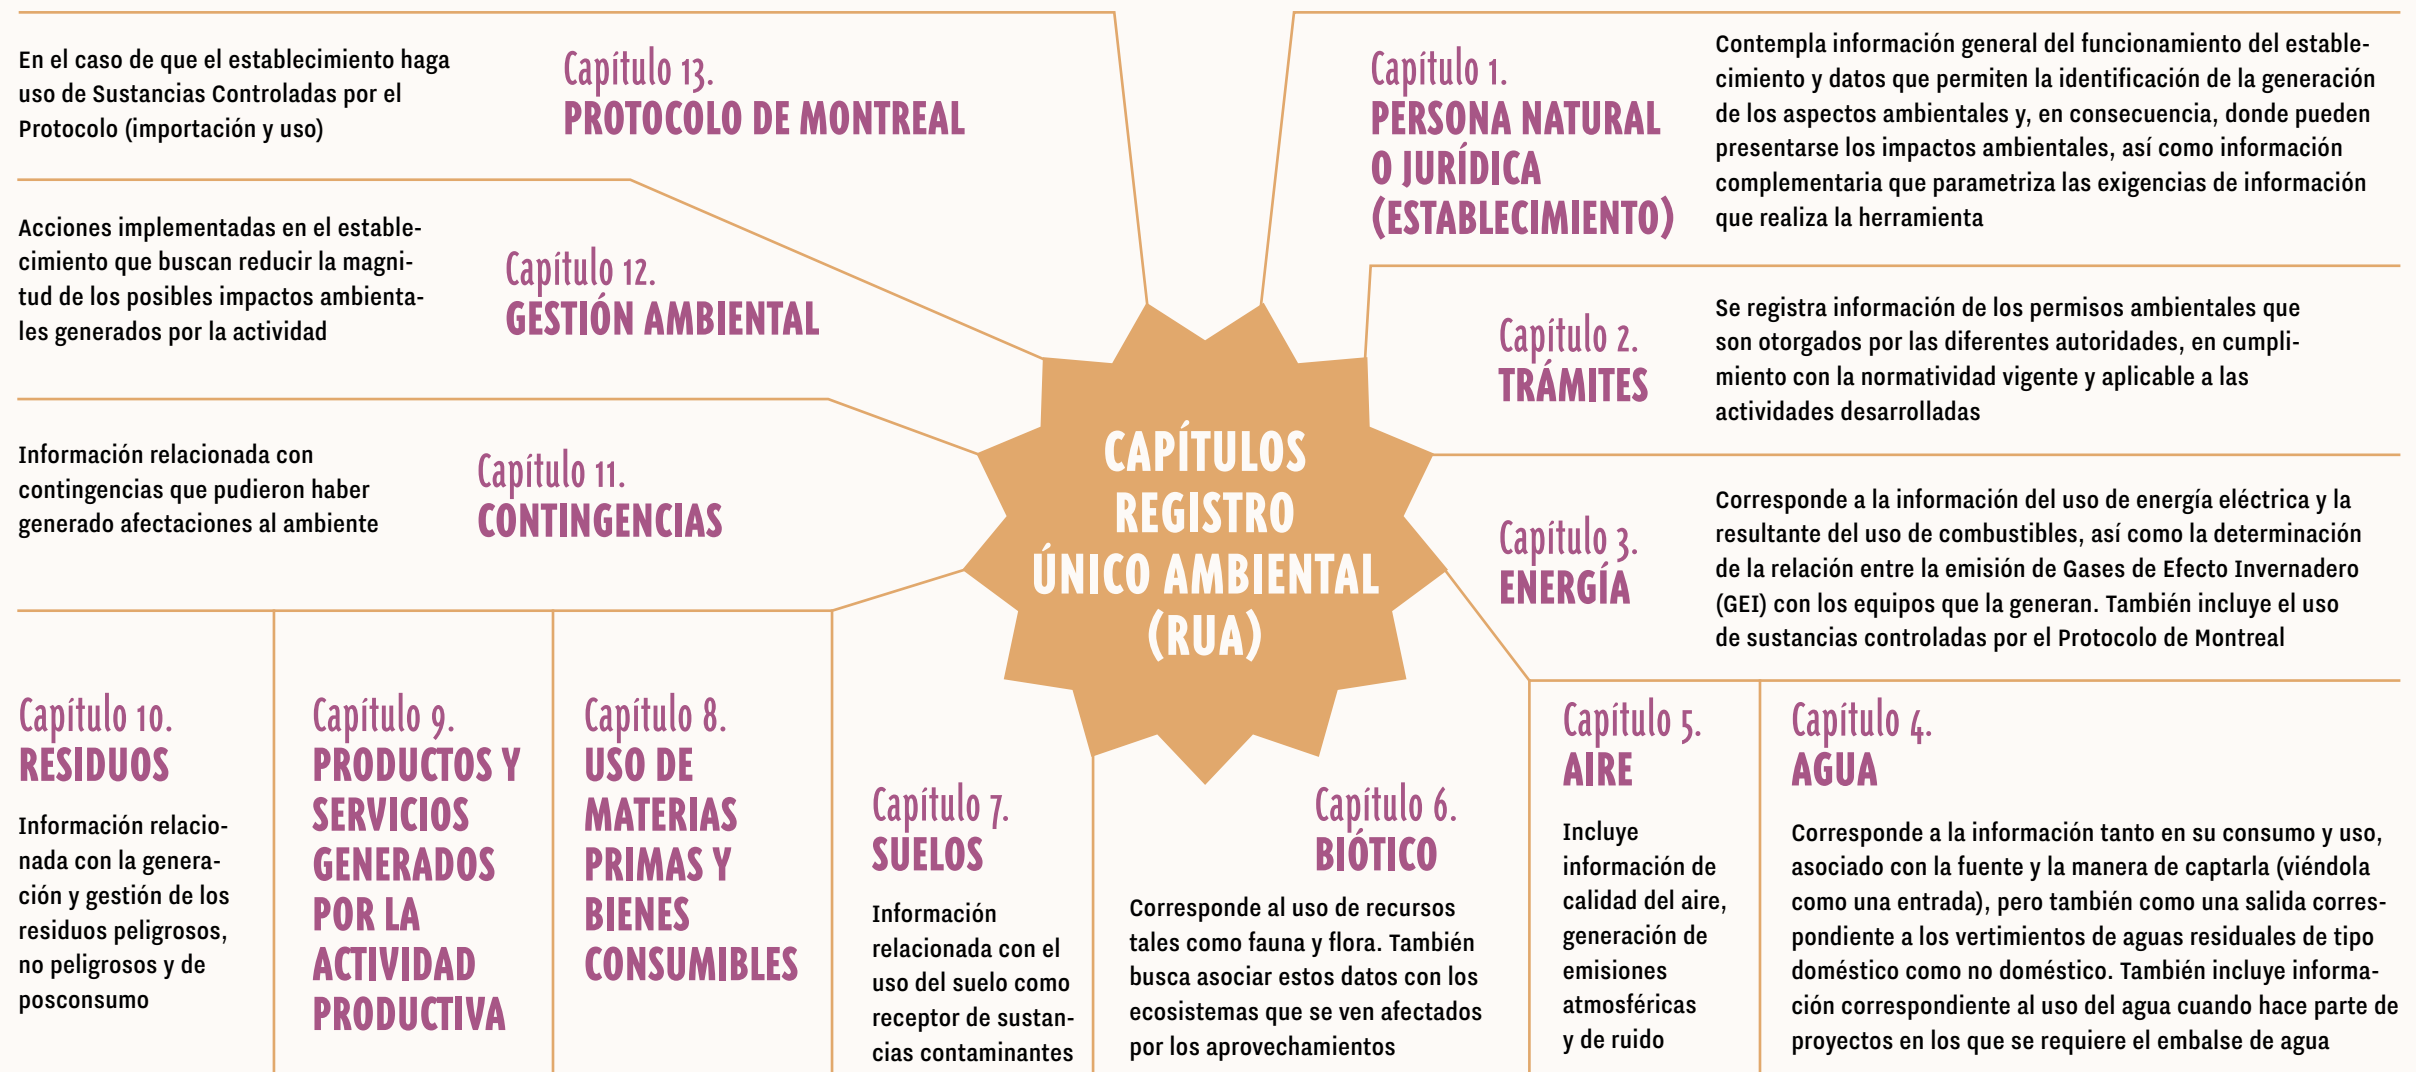 CAPÍTULOS
REGISTRO
ÚNICO AMBIENTAL
(RUA)
Capítulo 1.
PERSONA NATURAL
O JURÍDICA
(ESTABLECIMIENTO)
Contempla información general del funcionamiento del estable-
cimiento y datos que permiten la identificación de la generación
de los aspectos ambientales y, en consecuencia, donde pueden
presentarse los impactos ambientales, así como información
complementaria que parametriza las exigencias de información
que realiza la herramienta
Capítulo 2.
TRÁMITES
Se registra información de los permisos ambientales que
son otorgados por las diferentes autoridades, en cumpli-
miento con la normatividad vigente y aplicable a las
actividades desarrolladas
Capítulo 3.
ENERGÍA
Corresponde a la información del uso de energía eléctrica y la
resultante del uso de combustibles, así como la determinación
de la relación entre la emisión de Gases de Efecto Invernadero
(GEI) con los equipos que la generan. También incluye el uso
de sustancias controladas por el Protocolo de Montreal
Capítulo 4.
AGUA
Corresponde a la información tanto en su consumo y uso,
asociado con la fuente y la manera de captarla (viéndola
como una entrada), pero también como una salida corres-
pondiente a los vertimientos de aguas residuales de tipo
doméstico como no doméstico. También incluye informa-
ción correspondiente al uso del agua cuando hace parte de
proyectos en los que se requiere el embalse de agua
Capítulo 5.
AIRE
Incluye
información de
calidad del aire,
generación de
emisiones
atmosféricas
y de ruido
Capítulo 6.
BIÓTICO
Corresponde al uso de recursos
tales como fauna y flora. También
busca asociar estos datos con los
ecosistemas que se ven afectados
por los aprovechamientos
Capítulo 7.
SUELOS
Información
relacionada con el
uso del suelo como
receptor de sustan-
cias contaminantes
Capítulo 8.
USO DE
MATERIAS
PRIMAS Y
BIENES
CONSUMIBLES
Capítulo 9.
PRODUCTOS Y
SERVICIOS
GENERADOS
POR LA
ACTIVIDAD
PRODUCTIVA
Capítulo 10.
RESIDUOS
Información relacio-
nada con la genera-
ción y gestión de los
residuos peligrosos,
no peligrosos y de
posconsumo
Capítulo 11.
CONTINGENCIAS
Información relacionada con
contingencias que pudieron haber
generado afectaciones al ambiente
Capítulo 12.
GESTIÓN AMBIENTAL
Acciones implementadas en el estable-
cimiento que buscan reducir la magni-
tud de los posibles impactos ambienta-
les generados por la actividad
Capítulo 13.
PROTOCOLO DE MONTREAL
En el caso de que el establecimiento haga
uso de Sustancias Controladas por el
Protocolo (importación y uso)